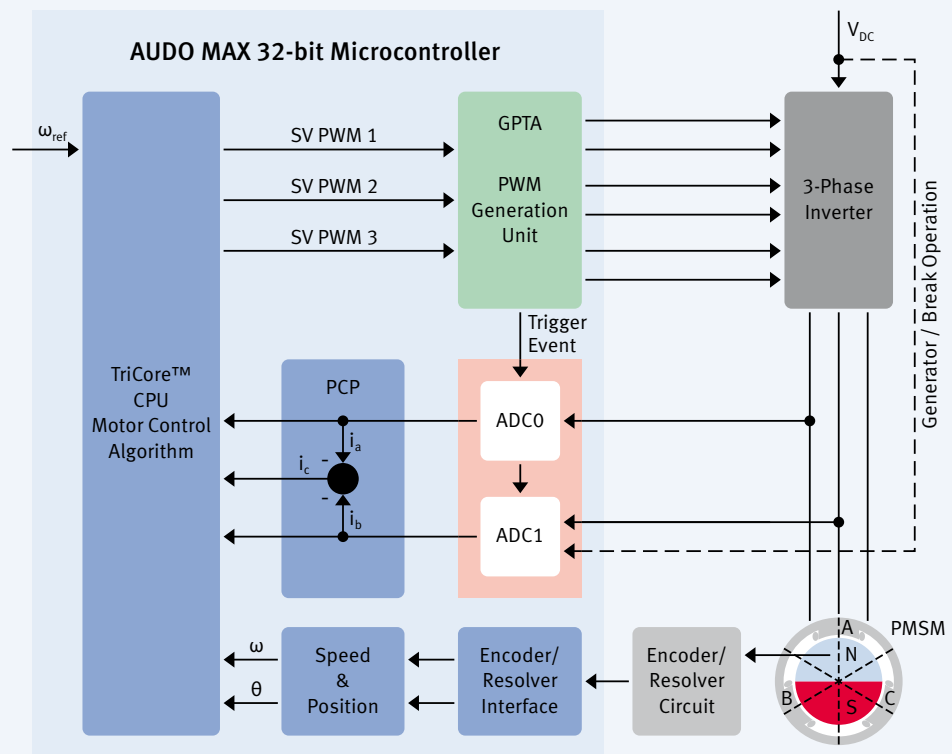 AUDO MAX 32-bit Microcontroller
V_DC
ω_ref
SV PWM 1
SV PWM 2
SV PWM 3
GPTA
PWM
Generation
Unit
3-Phase
Inverter
Generator / Break Operation
Trigger
Event
TriCore™
CPU
Motor Control
Algorithm
PCP
ADC0
i_a
-
i_c
-
i_b
ADC1
ω
θ
Speed
&
Position
Encoder/
Resolver
Interface
Encoder/
Resolver
Circuit
PMSM
A
N
B
S
C